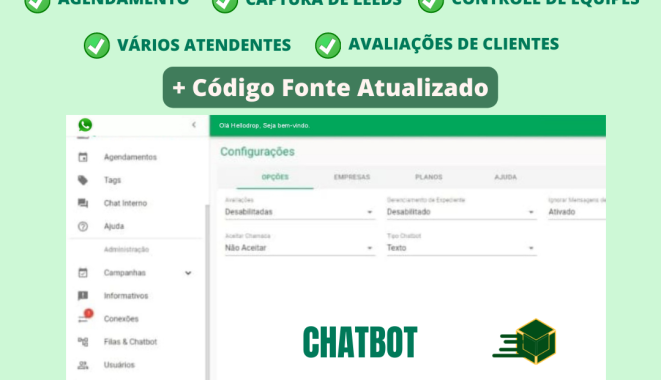 AGENDAMENTO CAPTURA DE LEEDS CONTROLE DE EQUIPES
VÁRIOS ATENDENTES AVALIAÇÕES DE CLIENTES
+ Código Fonte Atualizado
Olá Hellodrop, Seja bem-vindo.
Configurações
OPÇÕES EMPRESAS PLANOS AJUDA
Avaliações Gerenciamento de Expediente Ignorar Mensagens de
Desabilitadas Desabilitado Ativado
Aceitar Chamada Tipo Chatbot
Não Aceitar Texto
Agendamentos
Tags
Chat Interno
Ajuda
Administração
Campanhas
Informativos
Conexões
Filas & Chatbot
Usuários
CHATBOT